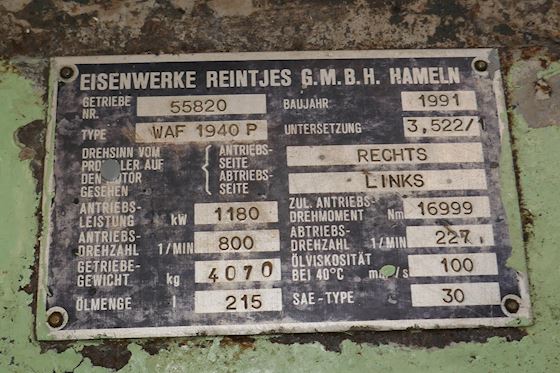 EISENWERKE REINTJES G.M.B.H. HAMELN
GETRIEBE NR. 55820 BAUJAHR 1991
TYPE WAF 1940 P UNTERSETZUNG 3,522/1
DREHSINN VOM PROPELLER AUF DEN MOTOR GESEHEN
ANTRIEBS-SEITE RECHTS
ABTRIEBS-SEITE LINKS
ANTRIEBS-LEISTUNG kW 1180 ZUL. ANTRIEBS-DREHMOMENT Nm 16999
ANTRIEBS-DREHZAHL 1/MIN 800 ABTRIEBS-DREHZAHL 1/MIN 227
GETRIEBE-GEWICHT kg 4070 ÖLVISKOSITÄT BEI 40°C 100
ÖLMENGE l 215 SAE-TYPE 30